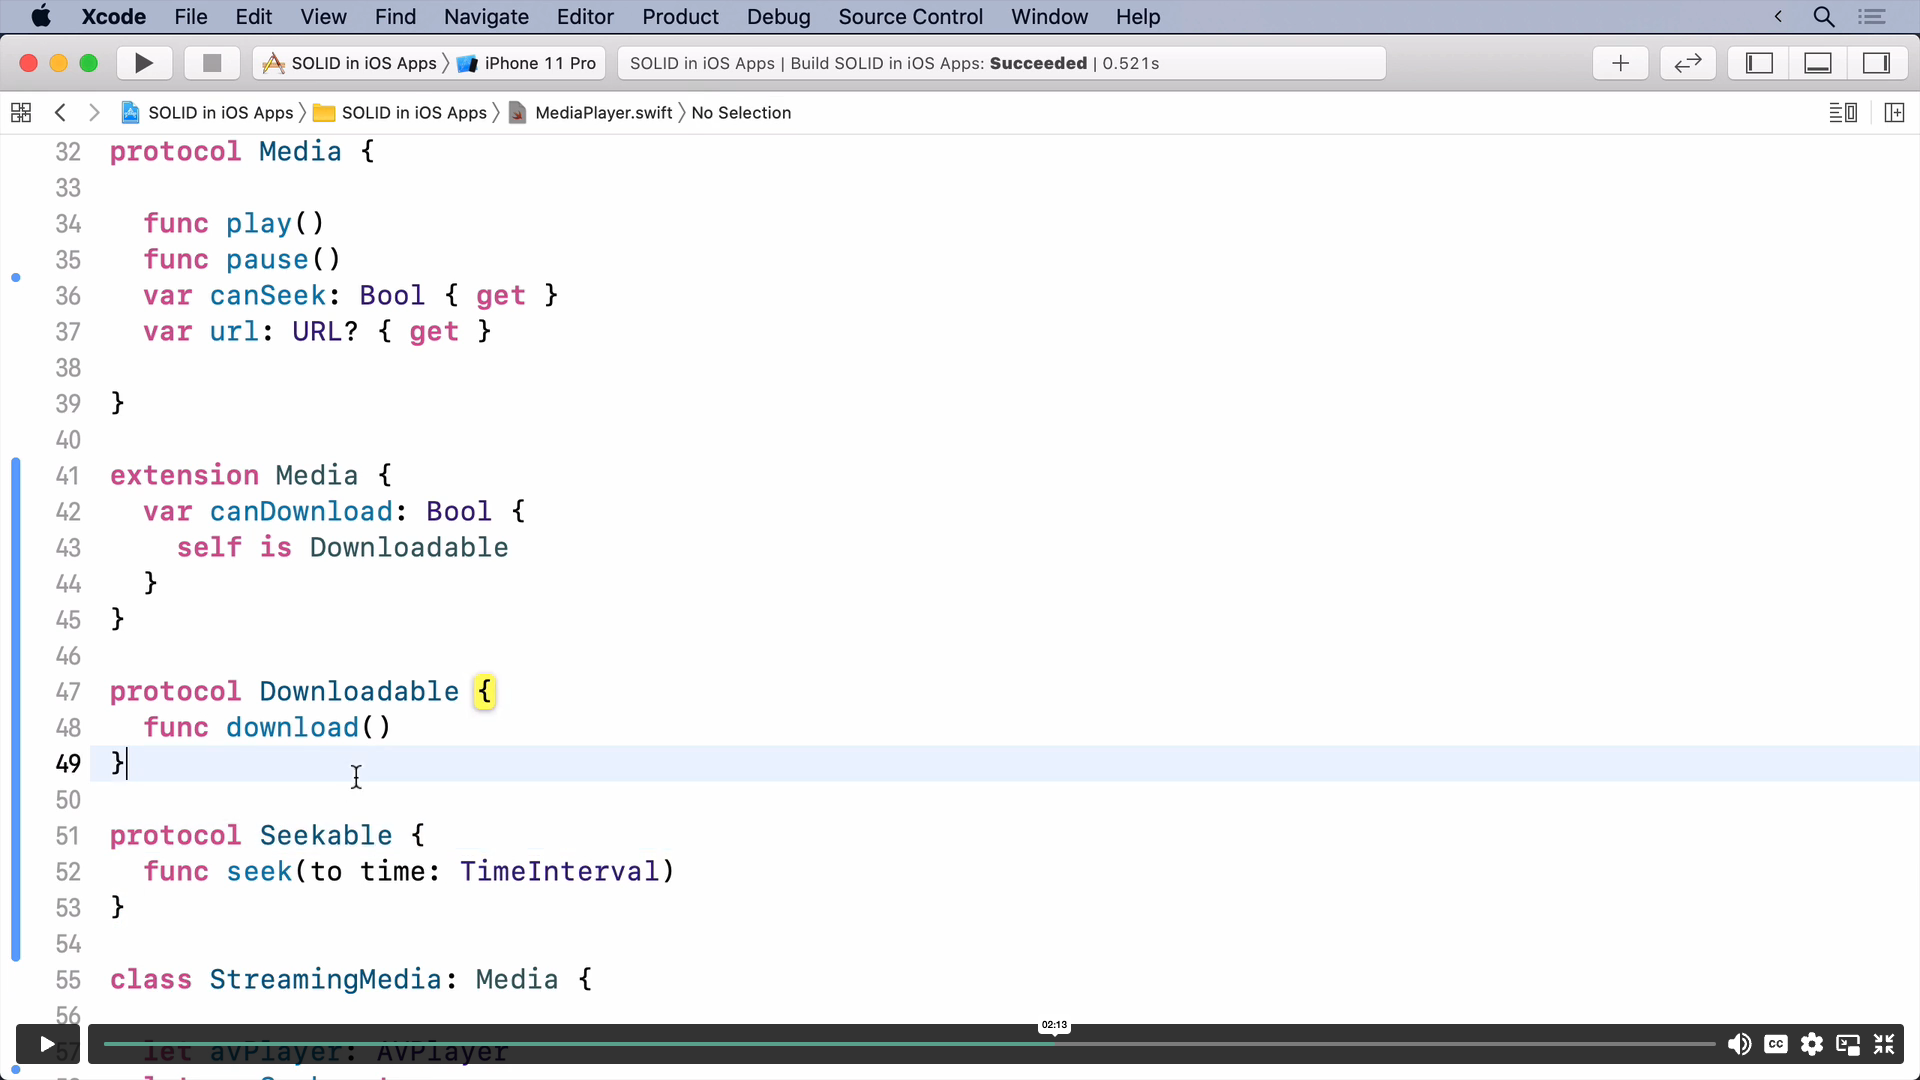 Xcode File Edit View Find Navigate Editor Product Debug Source Control Window Help
SOLID in iOS Apps iPhone 11 Pro SOLID in iOS Apps | Build SOLID in iOS Apps: Succeeded | 0.521s
SOLID in iOS Apps SOLID in iOS Apps MediaPlayer.swift No Selection
32 protocol Media {
33
34 func play()
35 func pause()
36 var canSeek: Bool { get }
37 var url: URL? { get }
38
39 }
40
41 extension Media {
42 var canDownload: Bool {
43 self is Downloadable
44 }
45 }
46
47 protocol Downloadable {
48 func download()
49 }
50
51 protocol Seekable {
52 func seek(to time: TimeInterval)
53 }
54
55 class StreamingMedia: Media {
56
02:13
57 let avPlayer: AVPlayer
CC